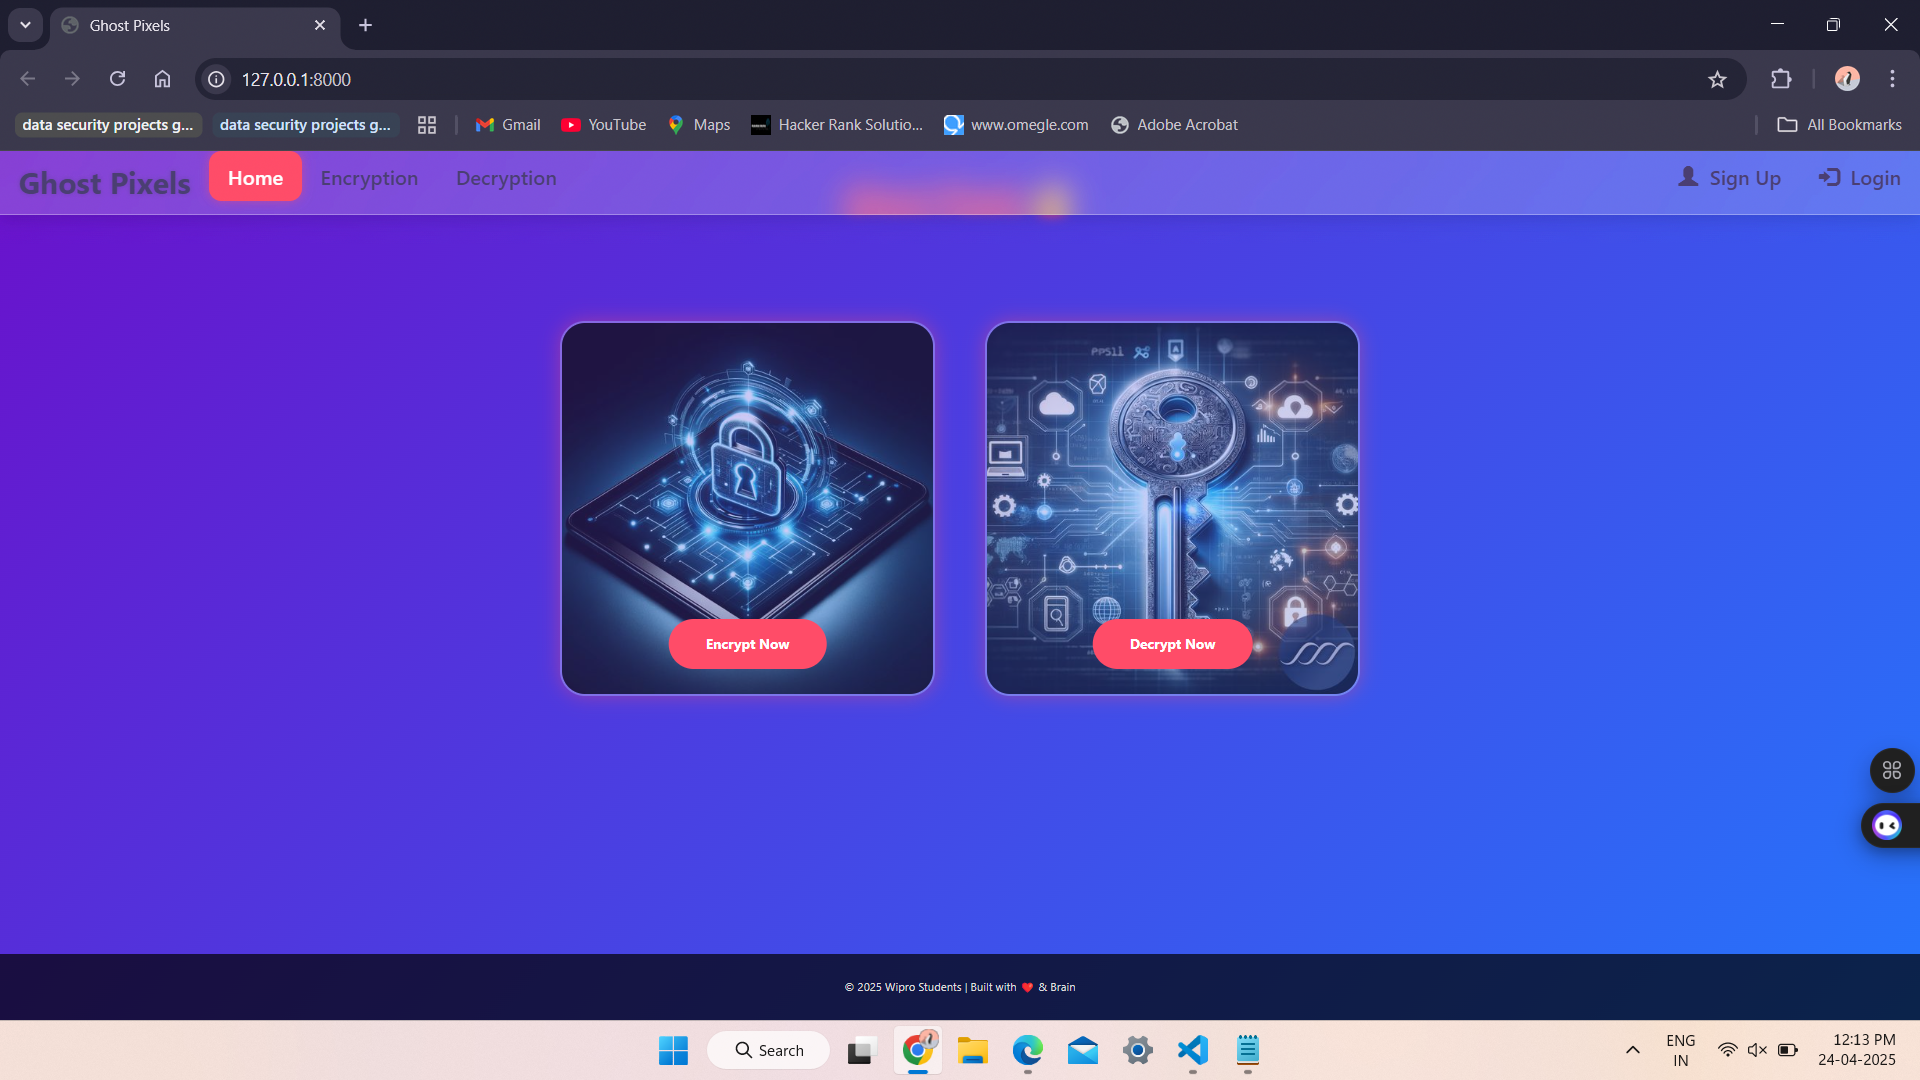 Ghost Pixels
127.0.0.1:8000
data security projects g...
data security projects g...
Gmail
YouTube
Maps
Hacker Rank Solutio...
www.omegle.com
Adobe Acrobat
All Bookmarks
Ghost Pixels
Home
Encryption
Decryption
Sign Up
Login
PPS11
A
Encrypt Now
Decrypt Now
© 2025 Wipro Students | Built with ❤️ & Brain
Search
ENG
IN
12:13 PM
24-04-2025